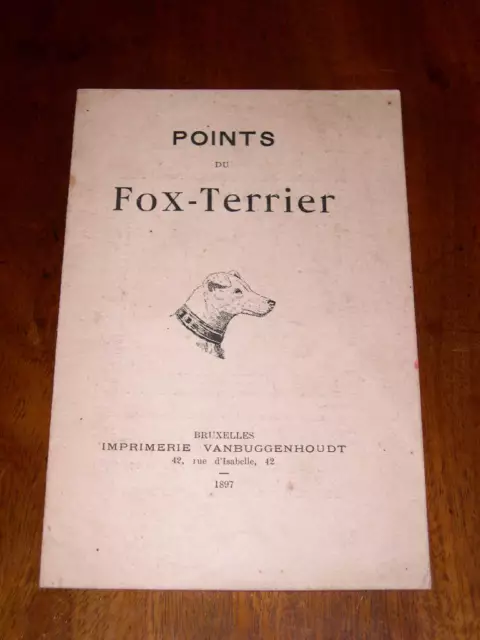 POINTS
DU
Fox-Terrier
BRUXELLES
IMPRIMERIE VANBUGGENHOUDT
42, rue d'Isabelle, 42
1897